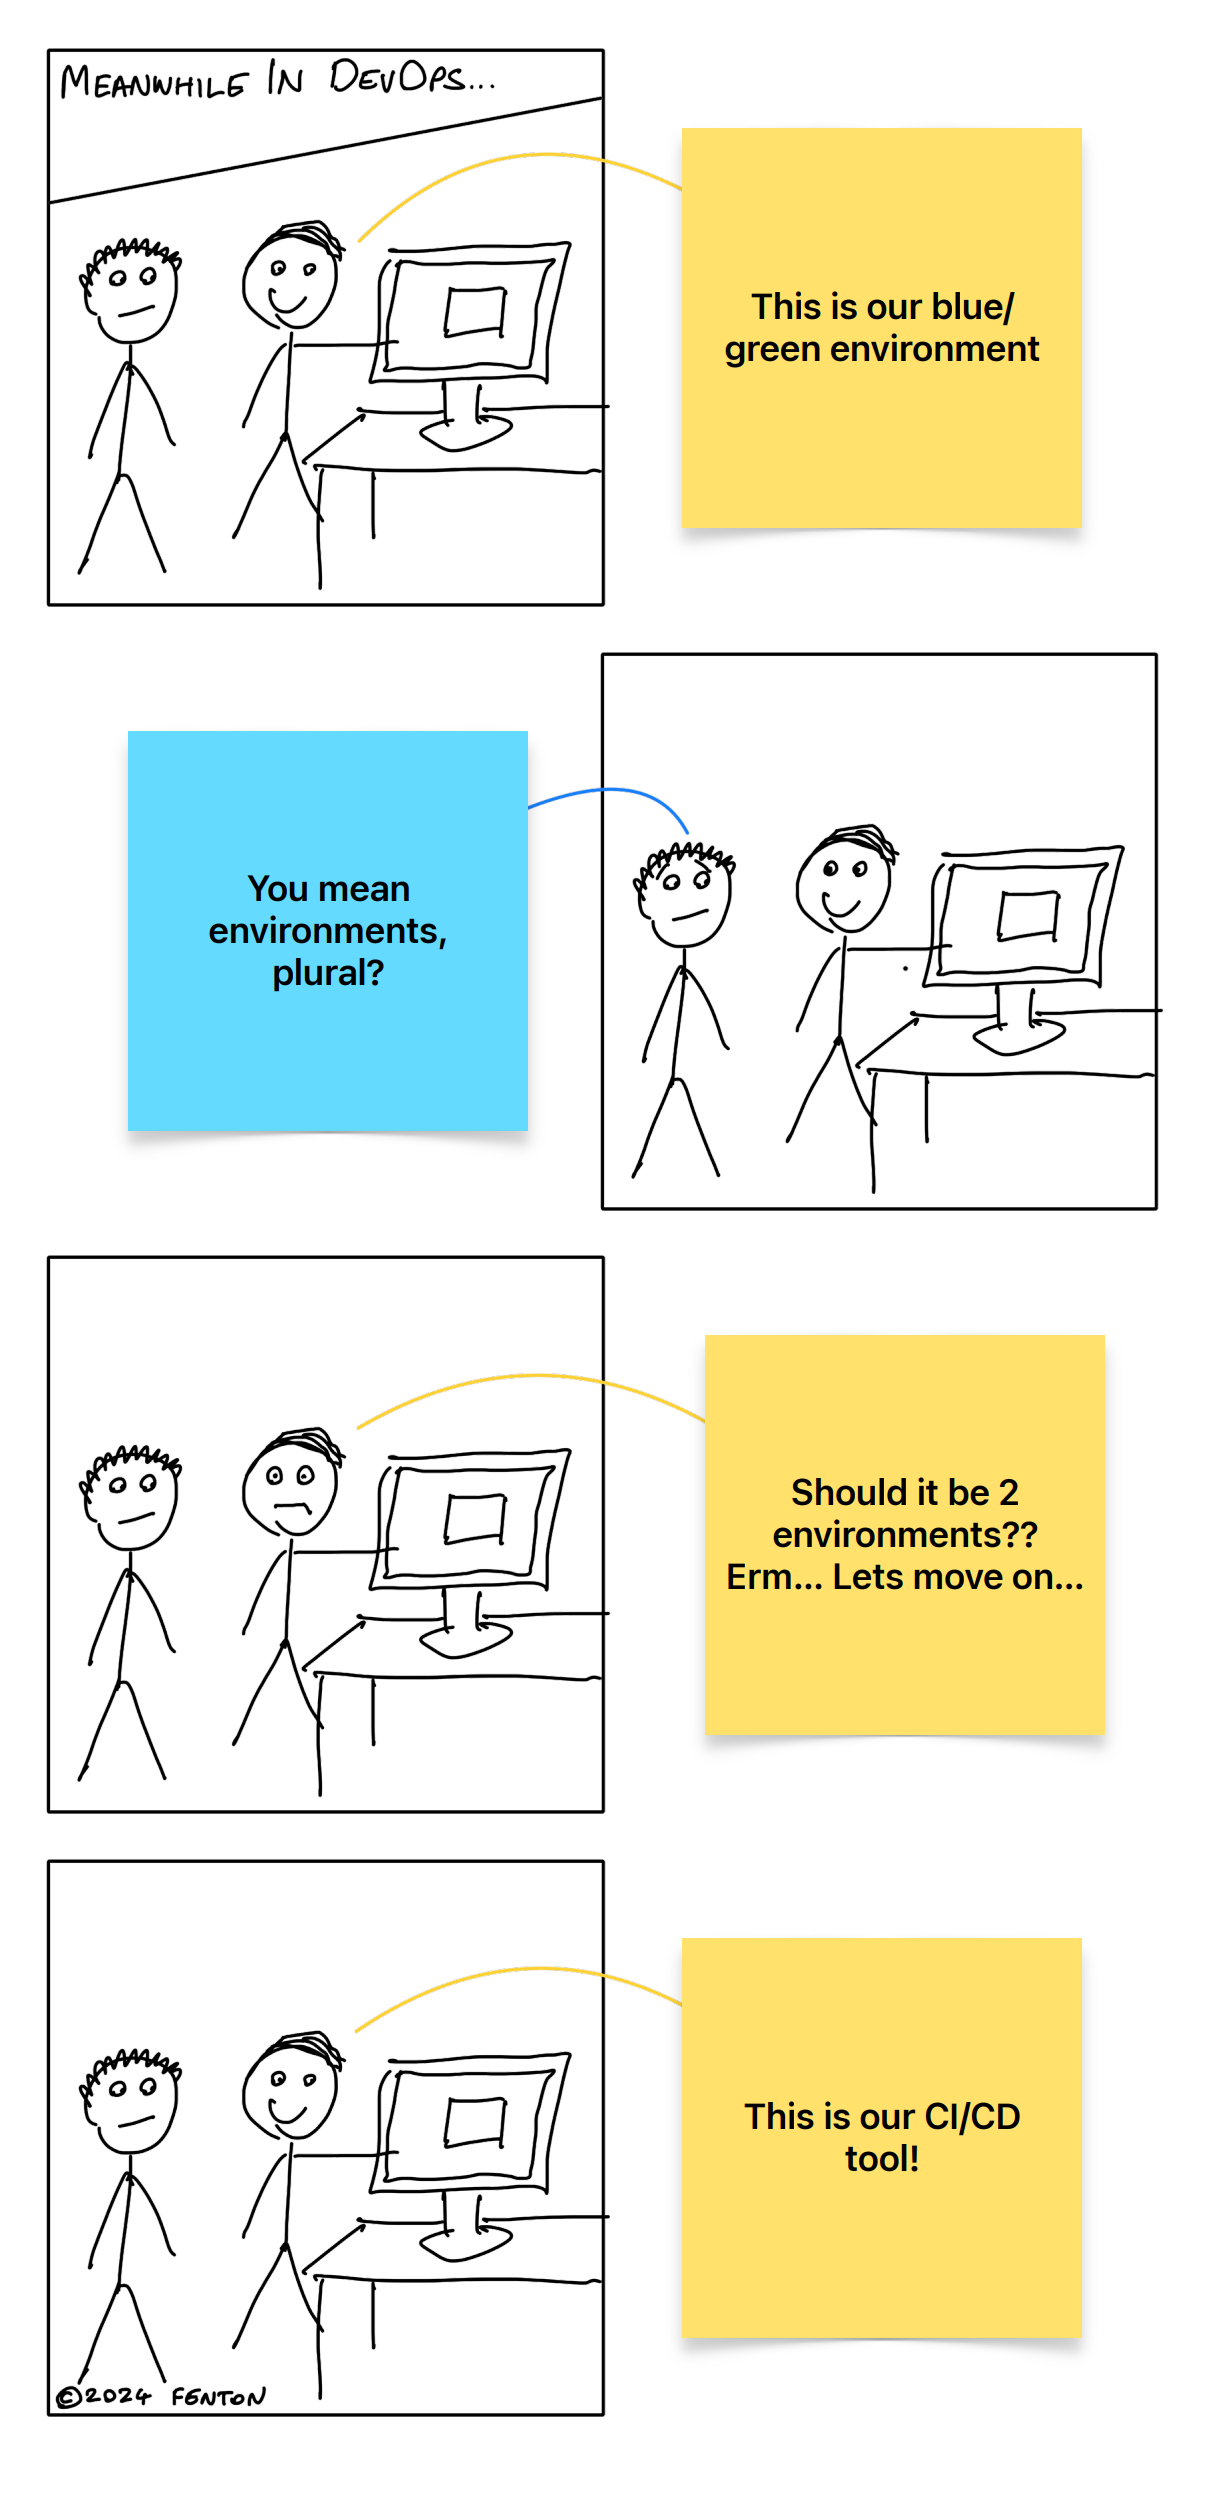 MEANWHILE IN DEVOPS...
This is our blue/
green environment
You mean
environments,
plural?
Should it be 2
environments??
Erm... Lets move on...
This is our CI/CD
tool!
© 2024 FENTON